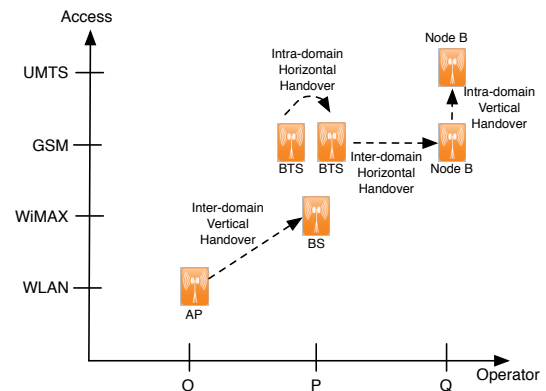 Access
Node B
UMTS
Intra-domain
Horizontal
Handover
Intra-domain
Vertical
Handover
GSM
BTS
BTS
Inter-domain
Horizontal
Handover
Node B
WiMAX
Inter-domain
Vertical
Handover
BS
WLAN
AP
O
P
Q
Operator